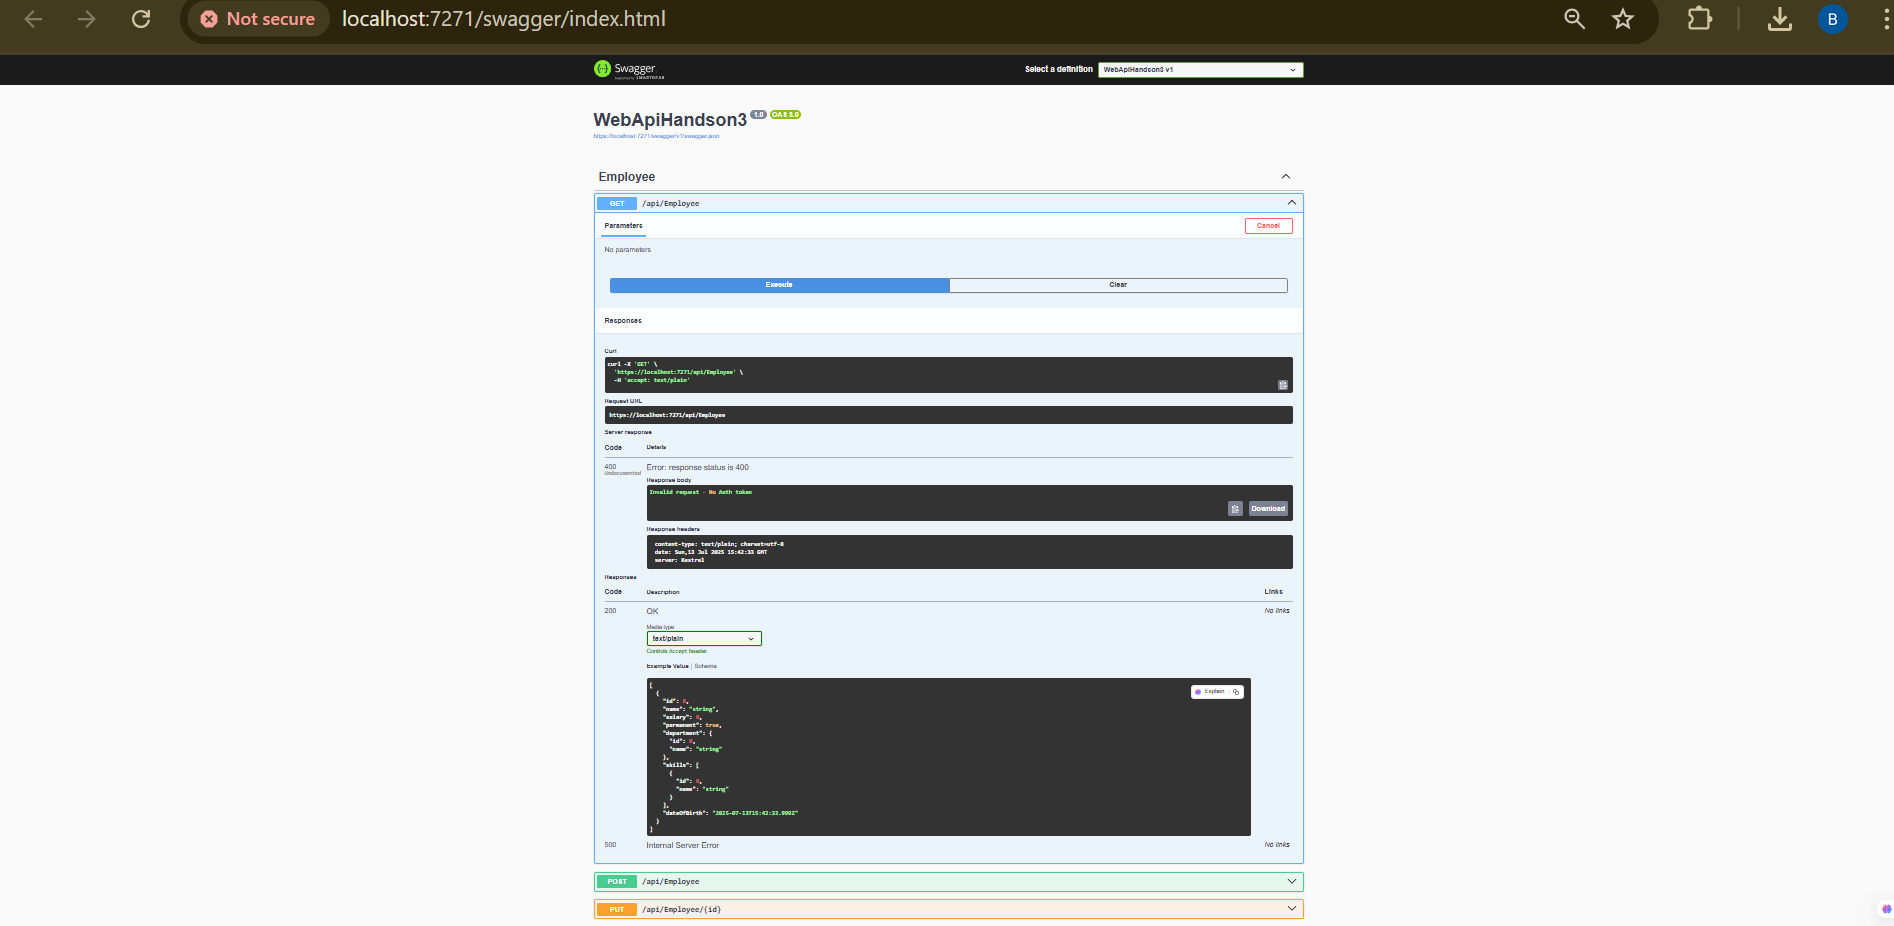 Not secure
localhost:7271/swagger/index.html
B
Swagger
Supported by SMARTBEAR
Select a definition
WebApiHandson3 v1
WebApiHandson3 1.0 OAS 3.0
https://localhost:7271/swagger/v1/swagger.json
Employee
GET /api/Employee
Parameters
Cancel
No parameters
Execute
Clear
Responses
Curl
curl -X 'GET' \
'https://localhost:7271/api/Employee' \
-H 'accept: text/plain'
Request URL
https://localhost:7271/api/Employee
Server response
Code Details
400
Undocumented
Error: response status is 400
Response body
Invalid request - No Auth token
Download
Response headers
content-type: text/plain; charset=utf-8
date: Sun,13 Jul 2025 15:42:33 GMT
server: Kestrel
Responses
Code Description Links
200 OK No links
Media type
text/plain
Controls Accept header.
Example Value | Schema
Explain
[
{
"id": 0,
"name": "string",
"salary": 0,
"permanent": true,
"department": {
"id": 0,
"name": "string"
},
"skills": [
{
"id": 0,
"name": "string"
}
],
"dateOfBirth": "2025-07-13T15:42:33.999Z"
}
]
500 Internal Server Error No links
POST /api/Employee
PUT /api/Employee/{id}